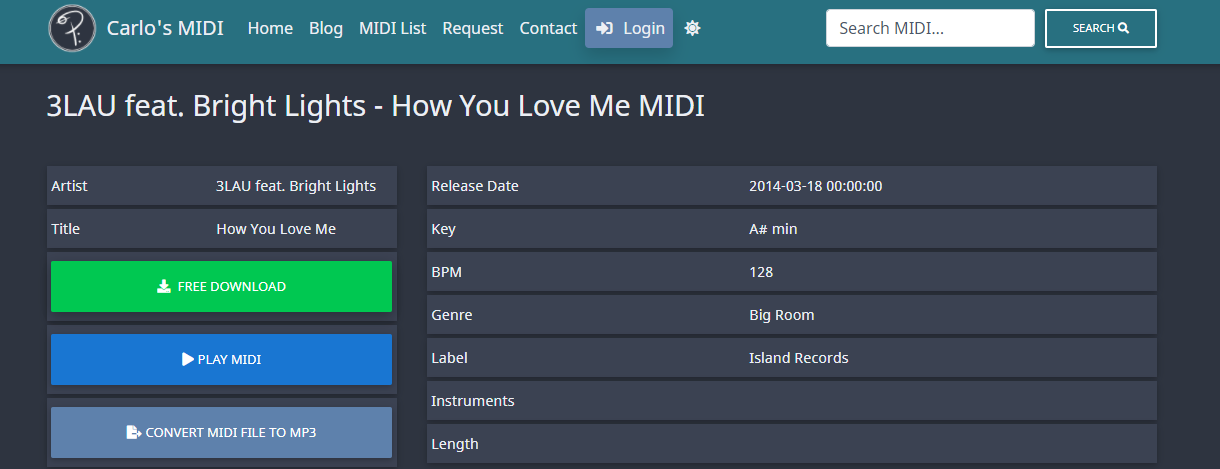 Carlo's MIDI Home Blog MIDI List Request Contact Login Search MIDI... SEARCH
3LAU feat. Bright Lights - How You Love Me MIDI
Artist 3LAU feat. Bright Lights
Title How You Love Me
FREE DOWNLOAD
PLAY MIDI
CONVERT MIDI FILE TO MP3
Release Date 2014-03-18 00:00:00
Key A# min
BPM 128
Genre Big Room
Label Island Records
Instruments
Length